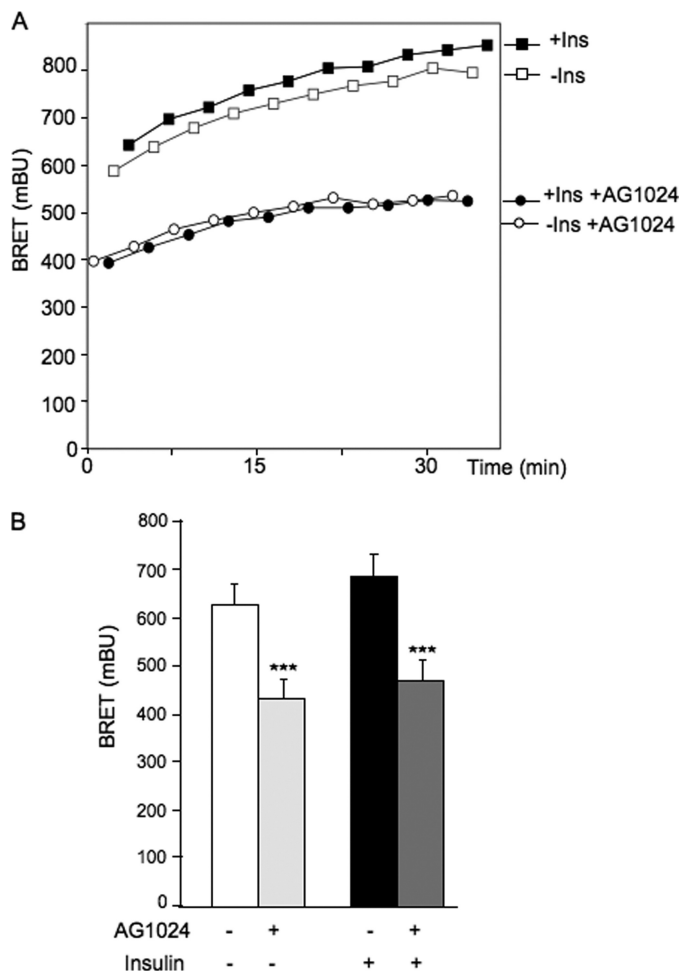 A
BRET (mBU)
800
700
600
500
400
300
200
100
0
0 15 30 Time (min)
+Ins
-Ins
+Ins +AG1024
-Ins +AG1024
B
BRET (mBU)
800
700
600
500
400
300
200
100
0
*** ***
AG1024 - + - +
Insulin - - + +